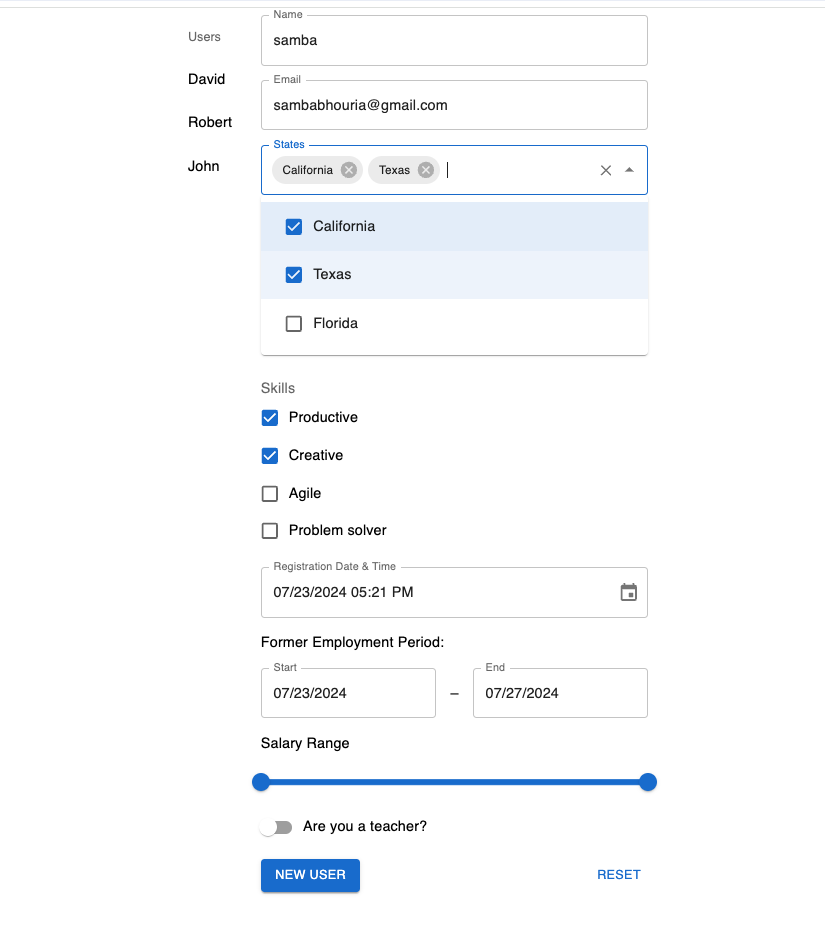 Users
David
Robert
John
Name
samba
Email
sambabhouria@gmail.com
States
California Texas
California
Texas
Florida
Skills
Productive
Creative
Agile
Problem solver
Registration Date & Time
07/23/2024 05:21 PM
Former Employment Period:
Start End
07/23/2024 – 07/27/2024
Salary Range
Are you a teacher?
NEW USER RESET